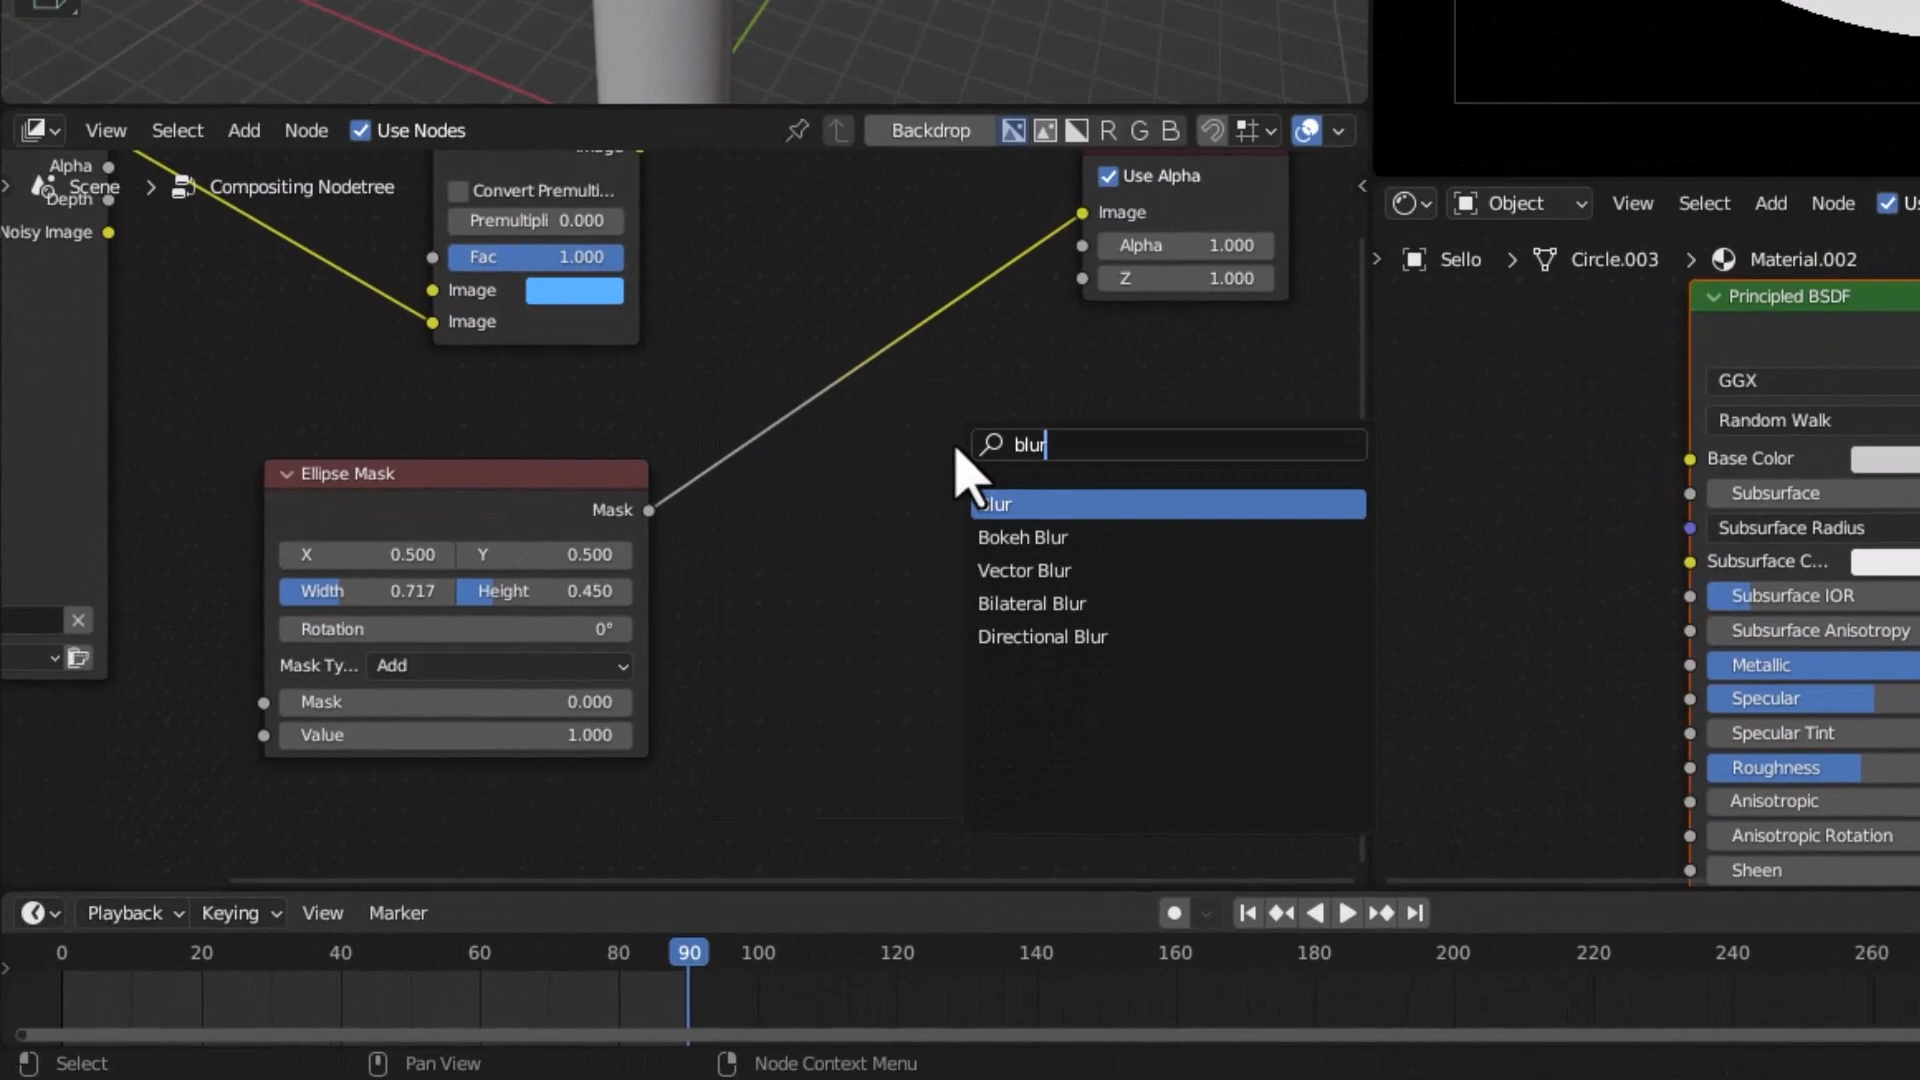 View Select Add Node Use Nodes Backdrop R G B
Alpha
Scene Compositing Nodetree
Depth
Noisy Image
Image
Convert Premulti...
Premultipli 0.000
Fac 1.000
Image
Image
Use Alpha
Image
Alpha 1.000
Z 1.000
Ellipse Mask
Mask
X 0.500 Y 0.500
Width 0.717 Height 0.450
Rotation 0°
Mask Ty... Add
Mask 0.000
Value 1.000
blur
Blur
Bokeh Blur
Vector Blur
Bilateral Blur
Directional Blur
Object View Select Add Node Us
Sello Circle.003 Material.002
Principled BSDF
GGX
Random Walk
Base Color
Subsurface
Subsurface Radius
Subsurface C...
Subsurface IOR
Subsurface Anisotropy
Metallic
Specular
Specular Tint
Roughness
Anisotropic
Anisotropic Rotation
Sheen
Playback Keying View Marker
0 20 40 60 80 90 100 120 140 160 180 200 220 240 260
Select Pan View Node Context Menu